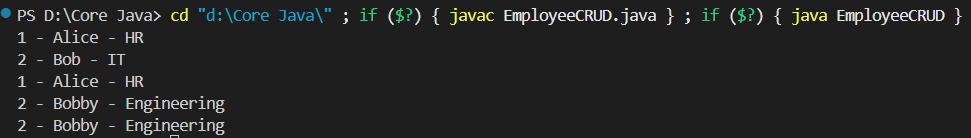 PS D:\Core Java> cd "d:\Core Java\" ; if ($?) { javac EmployeeCRUD.java } ; if ($?) { java EmployeeCRUD }
1 - Alice - HR
2 - Bob - IT
1 - Alice - HR
2 - Bobby - Engineering
2 - Bobby - Engineering